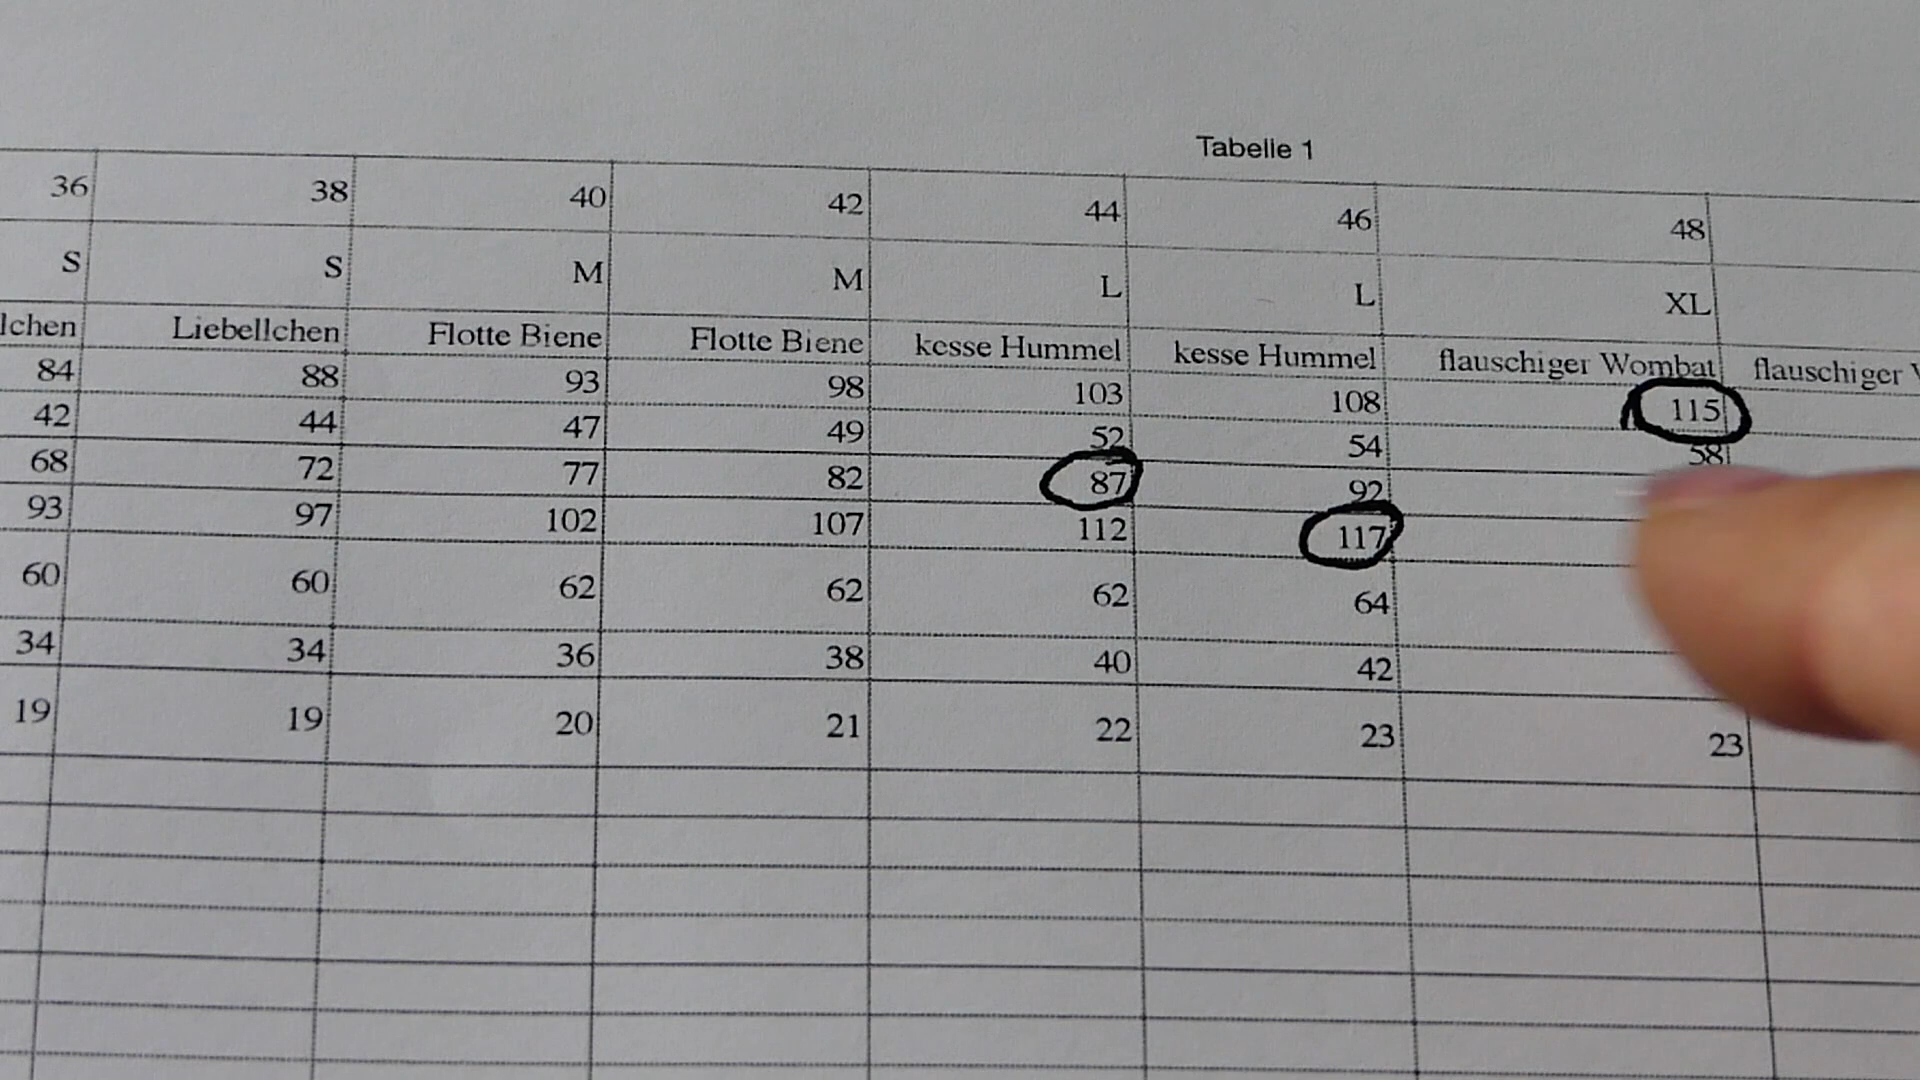 Tabelle 1
36 38 40 42 44 46 48
S S M M L L XL
lchen Liebellchen Flotte Biene Flotte Biene kesse Hummel kesse Hummel flauschiger Wombat flauschiger
84 88 93 98 103 108 115
42 44 47 49 52 54 58
68 72 77 82 87 92
93 97 102 107 112 117
60 60 62 62 62 64
34 34 36 38 40 42
19 19 20 21 22 23 23